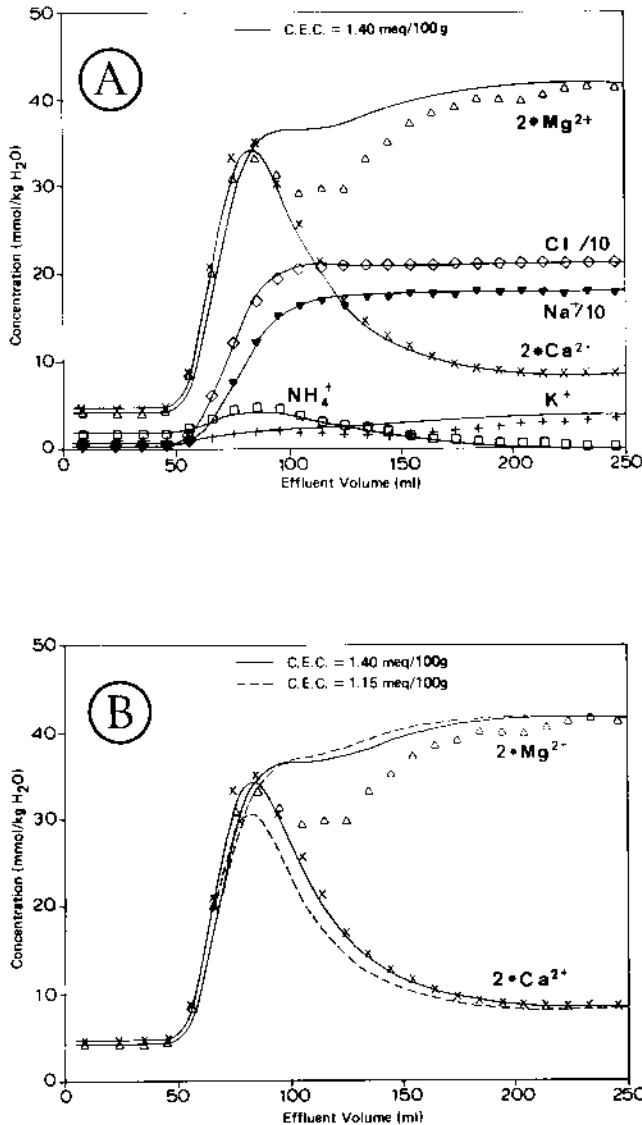 A
C.E.C. = 1.40 meq/100g
50
40
30
20
10
0
Concentration (mmol/kg H₂O)
2•Mg²⁺
Cl⁻/10
Na⁺/10
2•Ca²⁺
NH₄⁺
K⁺
0 50 100 150 200 250
Effluent Volume (ml)
B
C.E.C. = 1.40 meq/100g
C.E.C. = 1.15 meq/100g
50
40
30
20
10
0
Concentration (mmol/kg H₂O)
2•Mg²⁺
2•Ca²⁺
0 50 100 150 200 250
Effluent Volume (ml)